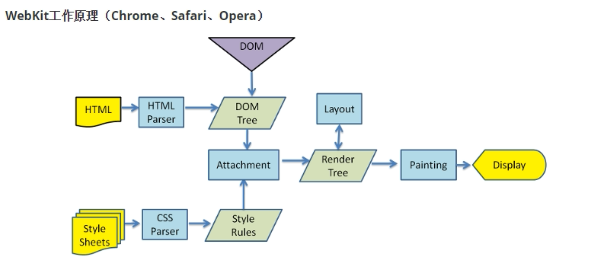 WebKit工作原理（Chrome、Safari、Opera）
DOM
HTML
HTML
Parser
DOM
Tree
Layout
Attachment
Render
Tree
Painting
Display
Style
Sheets
CSS
Parser
Style
Rules